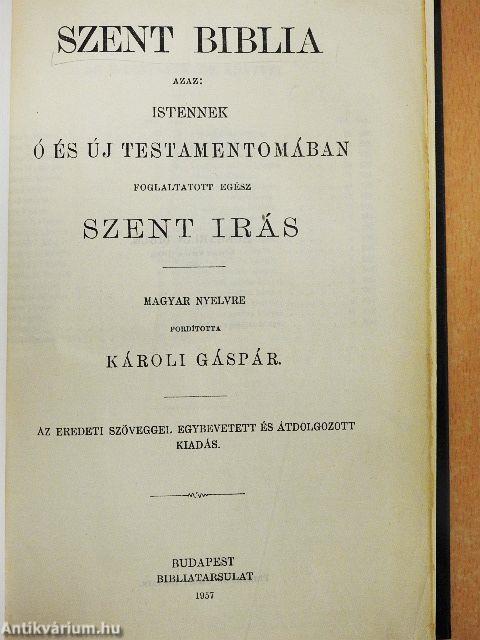 SZENT BIBLIA
AZAZ:
ISTENNEK
Ó ÉS ÚJ TESTAMENTOMÁBAN
FOGLALTATOTT EGÉSZ
SZENT IRÁS
MAGYAR NYELVRE
FORDÍTOTTA
KÁROLI GÁSPÁR.
AZ EREDETI SZÖVEGGEL EGYBEVETETT ÉS ÁTDOLGOZOTT
KIADÁS.
BUDAPEST
BIBLIATARSULAT
1957
Antikvárium.hu